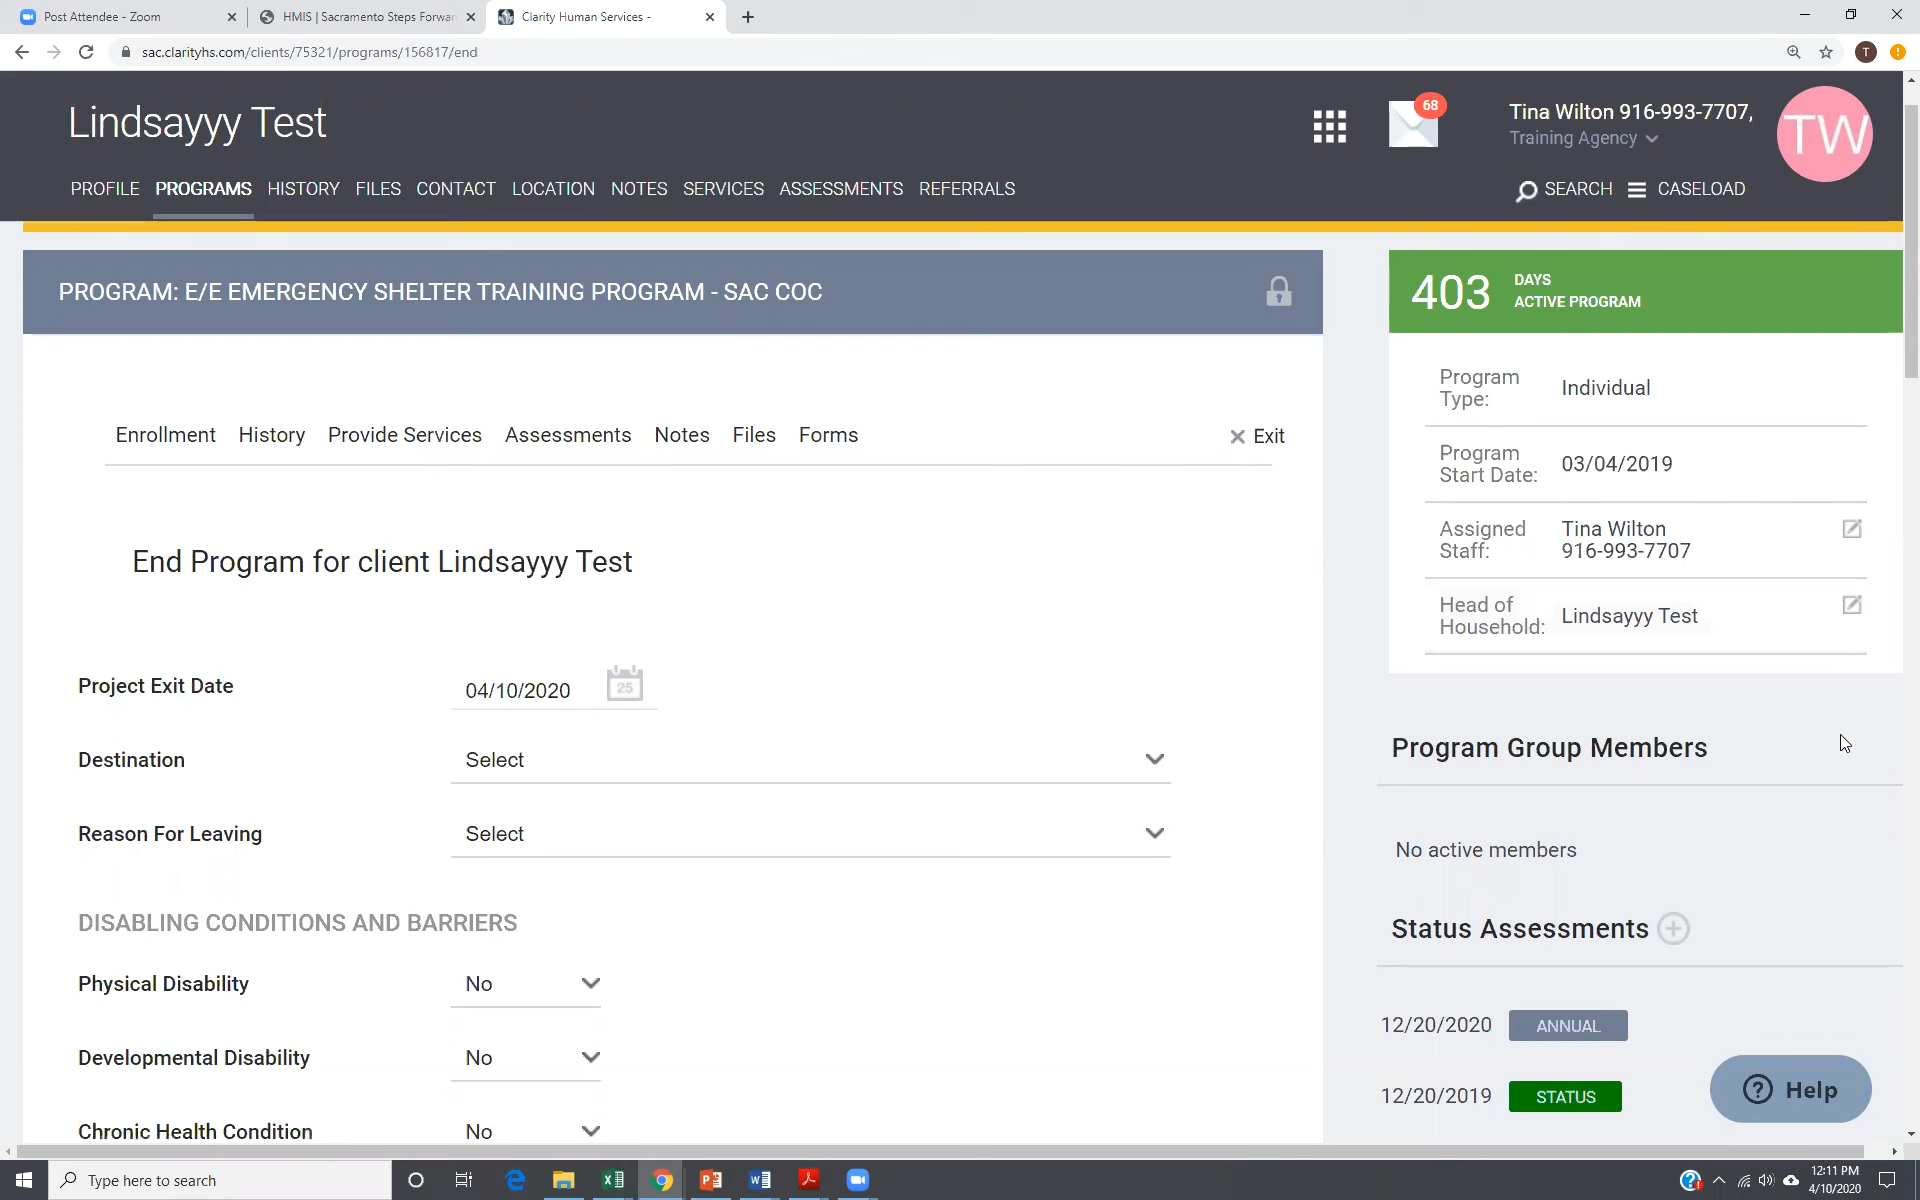 Post Attendee - Zoom
HMIS | Sacramento Steps Forwar
Clarity Human Services -
sac.clarityhs.com/clients/75321/programs/156817/end
T
Lindsayyy Test
68
Tina Wilton 916-993-7707,
Training Agency
TW
PROFILE PROGRAMS HISTORY FILES CONTACT LOCATION NOTES SERVICES ASSESSMENTS REFERRALS
SEARCH CASELOAD
PROGRAM: E/E EMERGENCY SHELTER TRAINING PROGRAM - SAC COC
Enrollment History Provide Services Assessments Notes Files Forms
Exit
End Program for client Lindsayyy Test
Project Exit Date 04/10/2020
25
Destination Select
Reason For Leaving Select
DISABLING CONDITIONS AND BARRIERS
Physical Disability No
Developmental Disability No
Chronic Health Condition No
403 DAYS
ACTIVE PROGRAM
Program
Type:
Individual
Program
Start Date:
03/04/2019
Assigned
Staff:
Tina Wilton
916-993-7707
Head of
Household:
Lindsayyy Test
Program Group Members
No active members
Status Assessments
12/20/2020 ANNUAL
12/20/2019 STATUS
Help
Type here to search
12:11 PM
4/10/2020